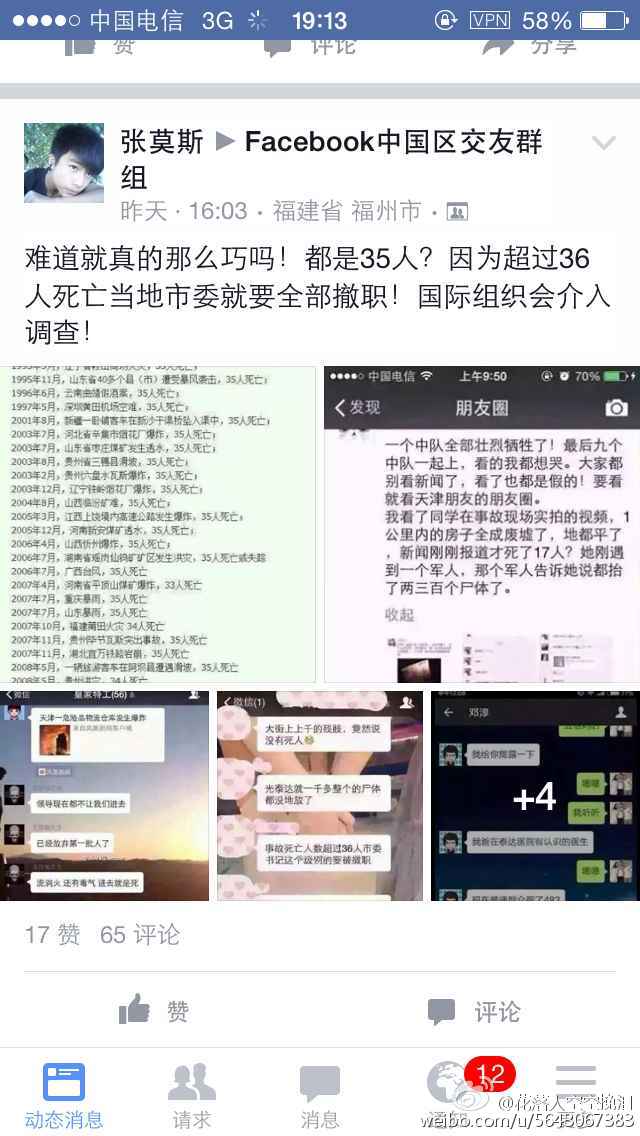 中国电信 3G 19:13 VPN 58%
赞 评论 分享
张莫斯 ▶ Facebook中国区交友群
组
昨天 · 16:03 · 福建省 福州市 ·
难道就真的那么巧吗！都是35人？因为超过36
人死亡当地市委就要全部撤职！国际组织会介入
调查！
1995年11月，山东省40多个县（市）遭受暴风袭击，35人死亡；
1996年6月，云南曲靖假酒案，35人死亡；
1997年5月，深圳黄田机场空难，35人死亡；
2001年8月，新疆一卧铺客车在新沙干渠桥坠入渠中，35人死亡；
2003年7月，河北省辛集市烟花厂爆炸，35人死亡；
2003年7月，山东省枣庄煤矿发生透水，35人死亡；
2003年8月，贵州省三穗县滑坡，35人死亡；
2003年2月，贵州六盘水瓦斯爆炸，35人死亡；
2003年12月，辽宁铁岭烟花厂爆炸，35人死亡；
2004年8月，山西临汾矿难，35人死亡；
2005年3月，江西上饶境内高速公路发生爆炸，35人死亡；
2005年12月，河南新安煤矿透水，35人死亡；
2006年4月，山西忻州爆炸，35人死亡；
2006年7月，湖南省瑶岗仙钨矿矿区发生洪灾，35人死亡或失踪
2006年7月，广西台风，35人死亡
2007年4月，河南省平顶山煤矿爆炸，33人死亡
2007年7月，重庆暴雨，35人死亡
2007年7月，山东暴雨，35人死亡
2007年10月，福建莆田火灾 34人死亡
2007年11月，贵州毕节瓦斯突出事故，35人死亡
2007年11月，湖北宜万铁路岩崩，35人死亡
2008年5月，一辆旅游客车在阿坝县遭遇滑坡，35人死亡
2008年5月，贵州洪灾，34人死亡
中国电信 上午9:50 70%
发现 朋友圈
一个中队全部壮烈牺牲了！最后九个
中队一起上，看的我都想哭。大家都
别看新闻了，看了也都是假的！要看
就看天津朋友的朋友圈。
我看了同学在事故现场实拍的视频，1
公里内的房子全成废墟了，地都平了
，新闻刚刚报道才死了17人？她刚遇
到一个军人，那个军人告诉她说都抬
了两三百个尸体了。
收起
微信 皇家特工(56)
天津一危险品物流仓库发生爆炸
领导现在都不让我们进去
已经放弃第一批人了
流淌火 还有毒气 进去就是死
微信(1)
大街上上千的残肢，竟然说
没有死人
光泰达就一千多整个的尸体
都没地放了
事故死亡人数超过36人市委
书记这个级别的要被撤职
邓淳
我给你揭露一下
嗯嗯
我听听
我爸在泰达医院有认识的医生
嗯嗯
+4
17 赞 65 评论
赞 评论
动态消息 请求 消息 12
weibo.com/u/5643067383